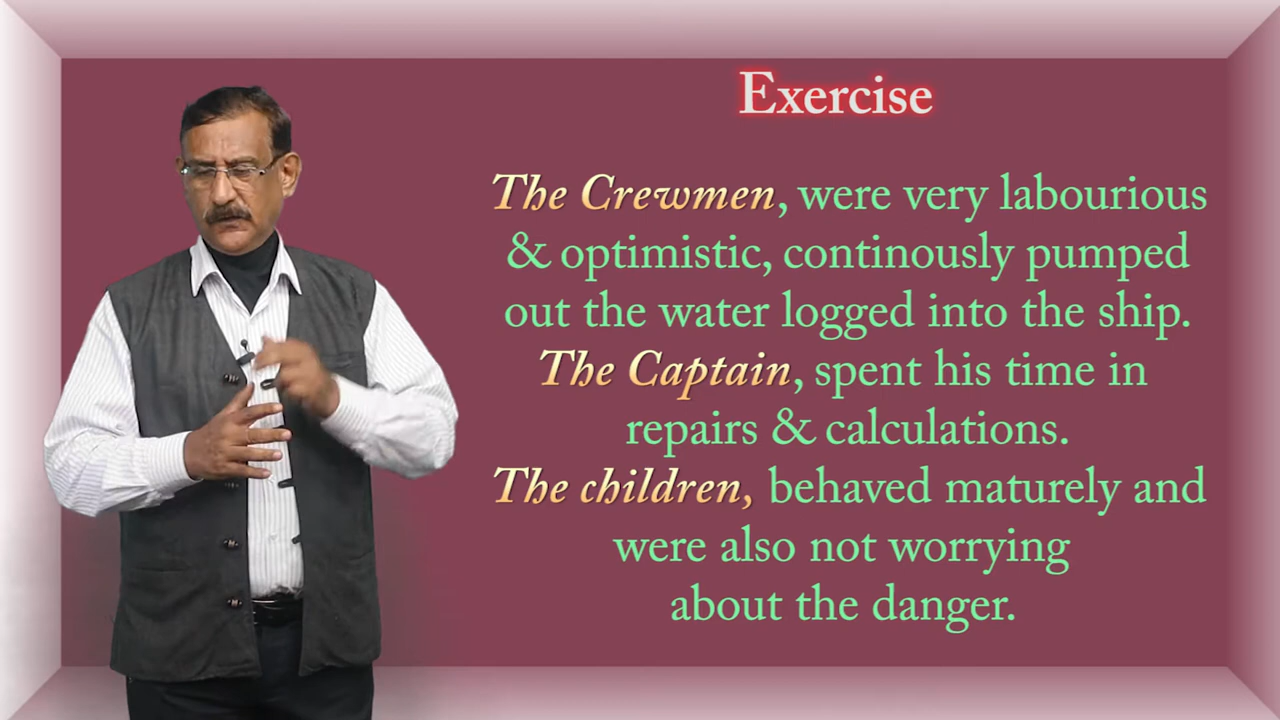 Exercise
The Crewmen, were very labourious
& optimistic, continously pumped
out the water logged into the ship.
The Captain, spent his time in
repairs & calculations.
The children, behaved maturely and
were also not worrying
about the danger.